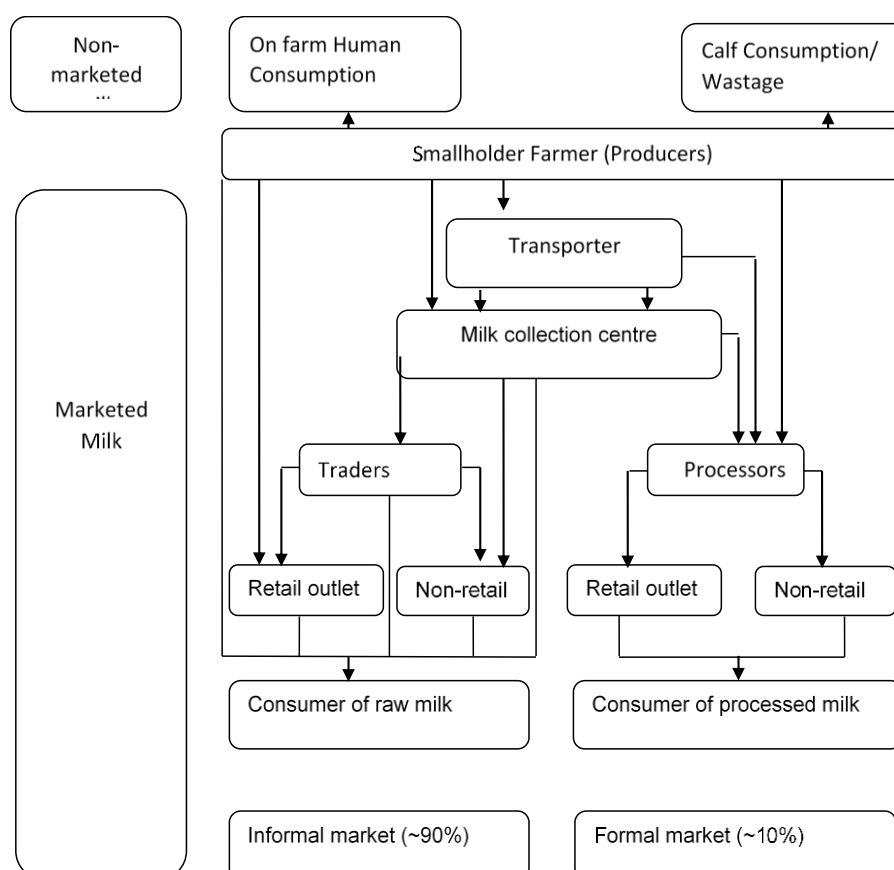 Non-
marketed
...
On farm Human
Consumption
Calf Consumption/
Wastage
Smallholder Farmer (Producers)
Transporter
Milk collection centre
Marketed
Milk
Traders
Processors
Retail outlet
Non-retail
Retail outlet
Non-retail
Consumer of raw milk
Consumer of processed milk
Informal market (~90%)
Formal market (~10%)